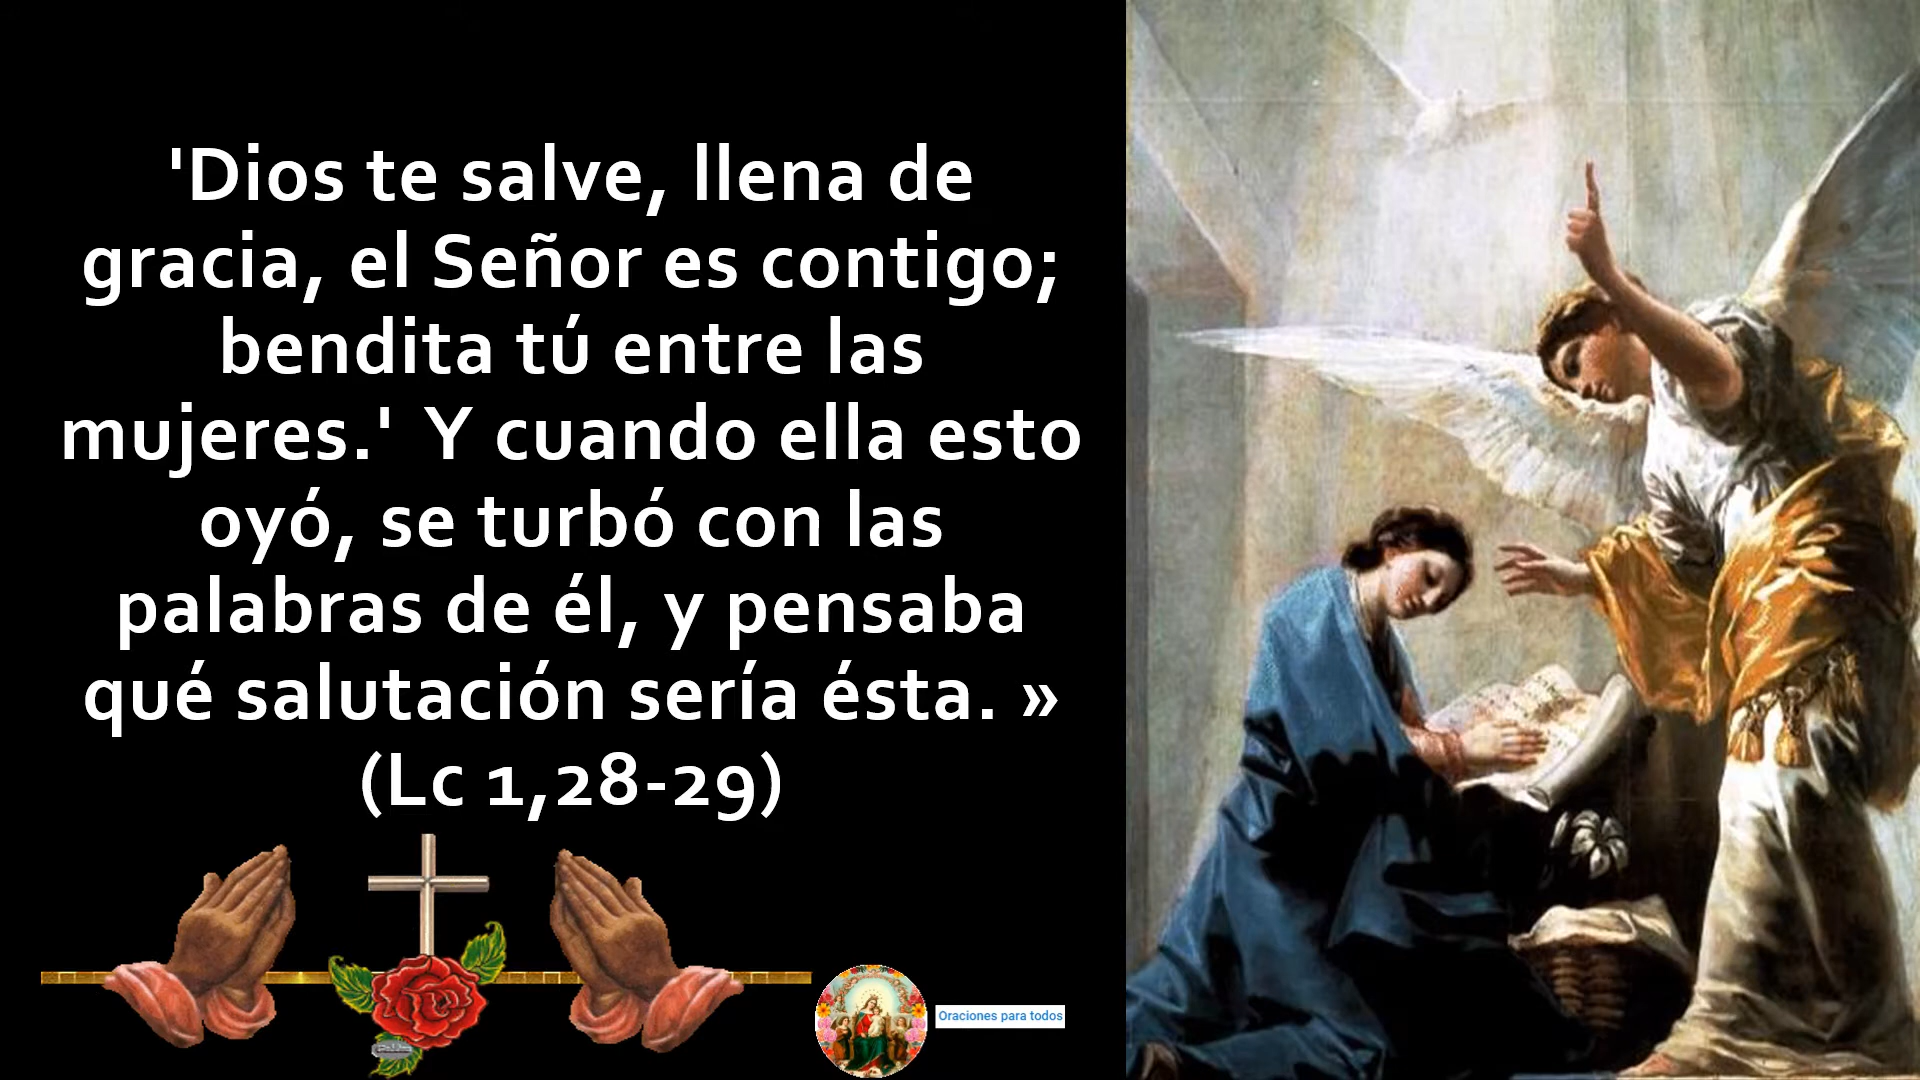 'Dios te salve, llena de
gracia, el Señor es contigo;
bendita tú entre las
mujeres.' Y cuando ella esto
oyó, se turbó con las
palabras de él, y pensaba
qué salutación sería ésta. »
(Lc 1,28-29)
Oraciones para todos